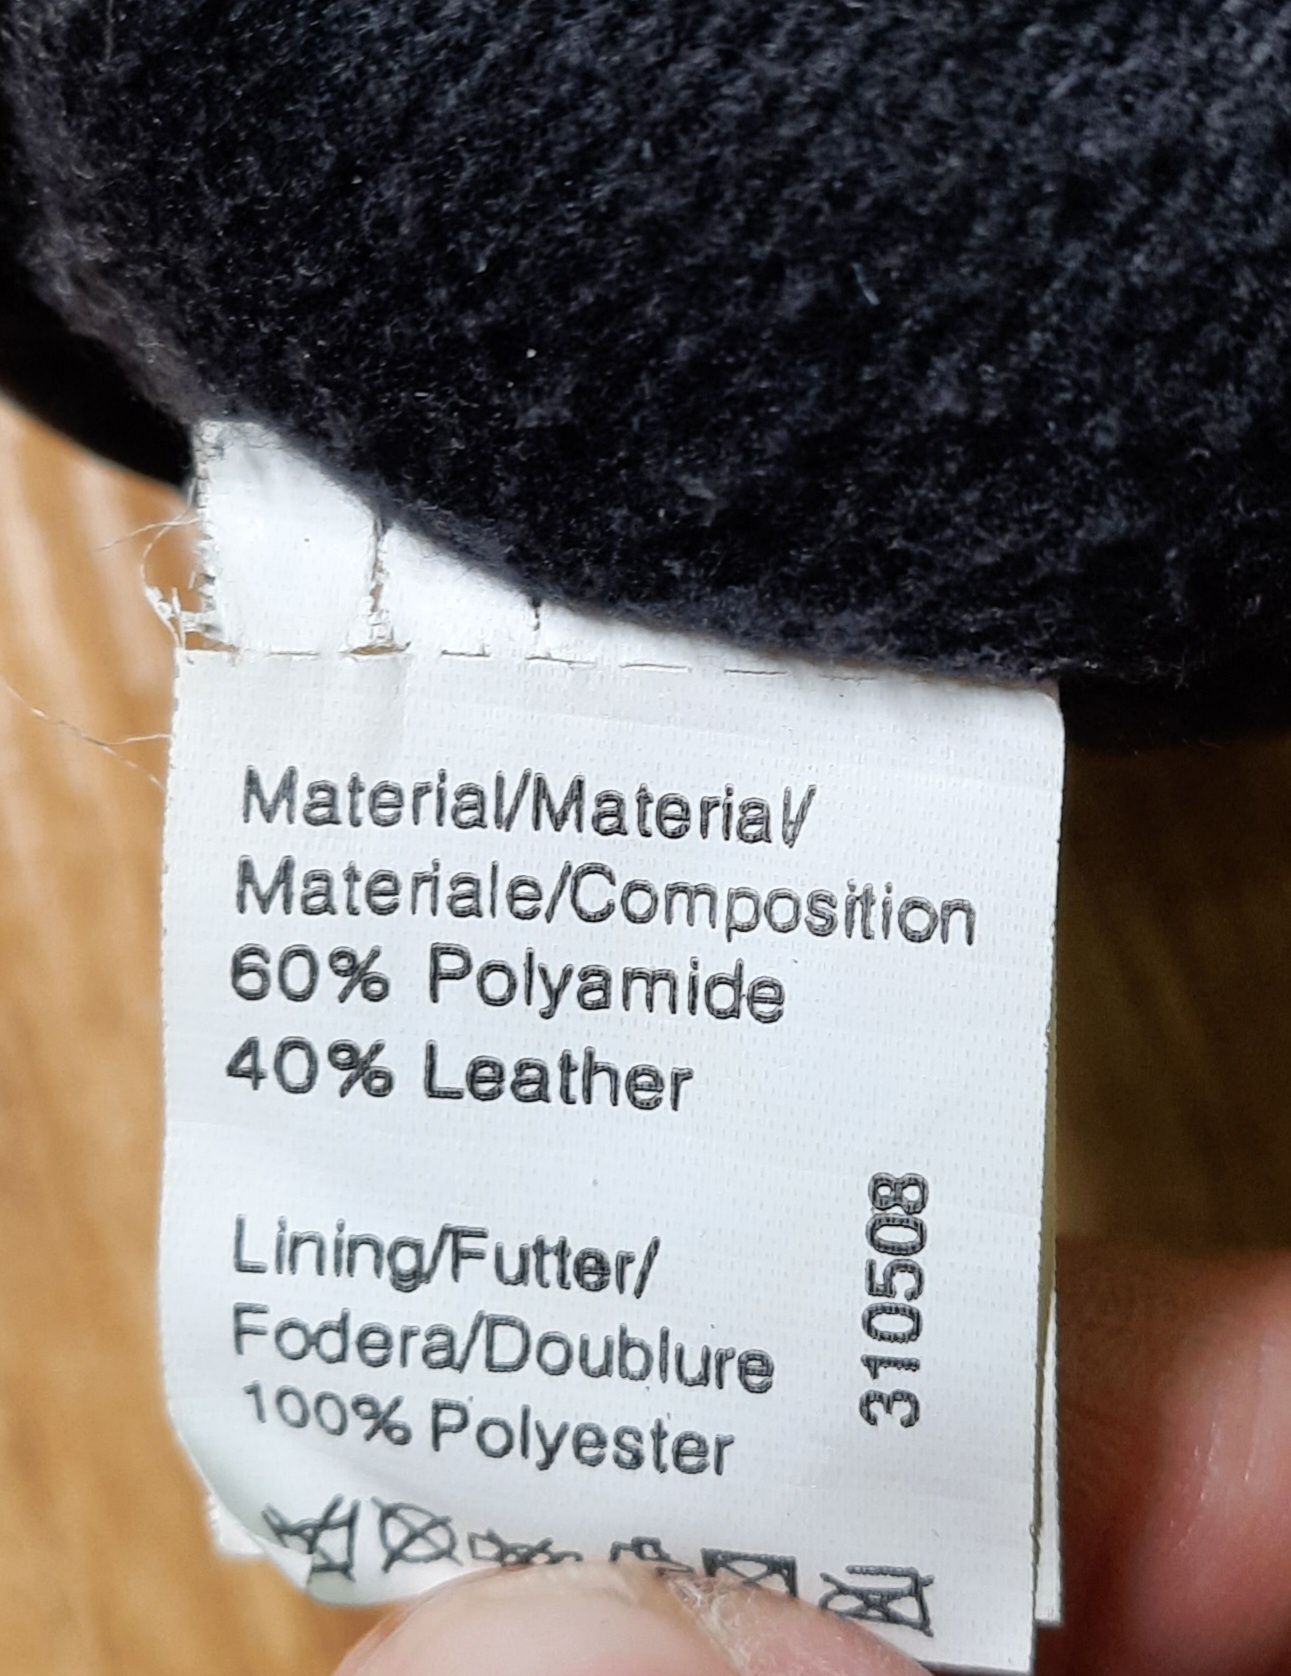 Material/Material/
Materiale/Composition
60% Polyamide
40% Leather
Lining/Futter/
Fodera/Doublure
100% Polyester
310508